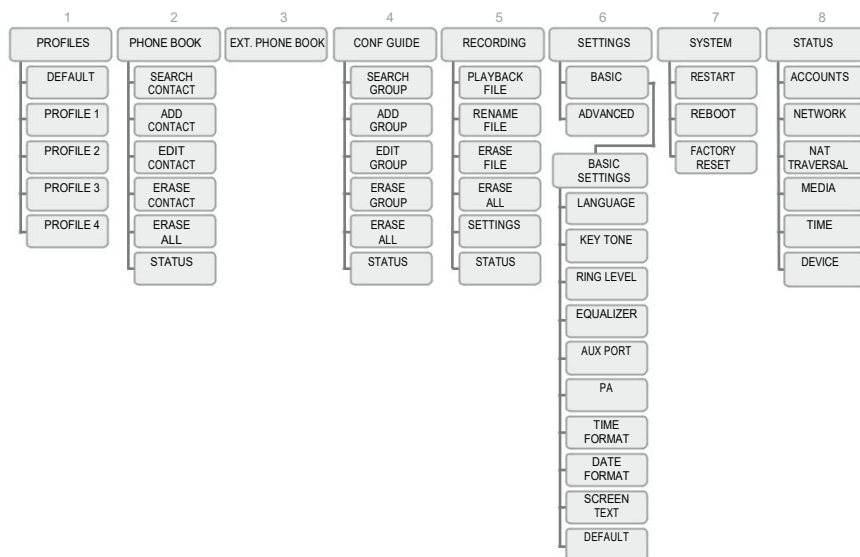 1
2
3
4
5
6
7
8
PROFILES
PHONE BOOK
EXT. PHONE BOOK
CONF GUIDE
RECORDING
SETTINGS
SYSTEM
STATUS
DEFAULT
PROFILE 1
PROFILE 2
PROFILE 3
PROFILE 4
SEARCH
CONTACT
ADD
CONTACT
EDIT
CONTACT
ERASE
CONTACT
ERASE
ALL
STATUS
SEARCH
GROUP
ADD
GROUP
EDIT
GROUP
ERASE
GROUP
ERASE
ALL
STATUS
PLAYBACK
FILE
RENAME
FILE
ERASE
FILE
ERASE
ALL
SETTINGS
STATUS
BASIC
ADVANCED
BASIC
SETTINGS
LANGUAGE
KEY TONE
RING LEVEL
EQUALIZER
AUX PORT
PA
TIME
FORMAT
DATE
FORMAT
SCREEN
TEXT
DEFAULT
RESTART
REBOOT
FACTORY
RESET
ACCOUNTS
NETWORK
NAT
TRAVERSAL
MEDIA
TIME
DEVICE